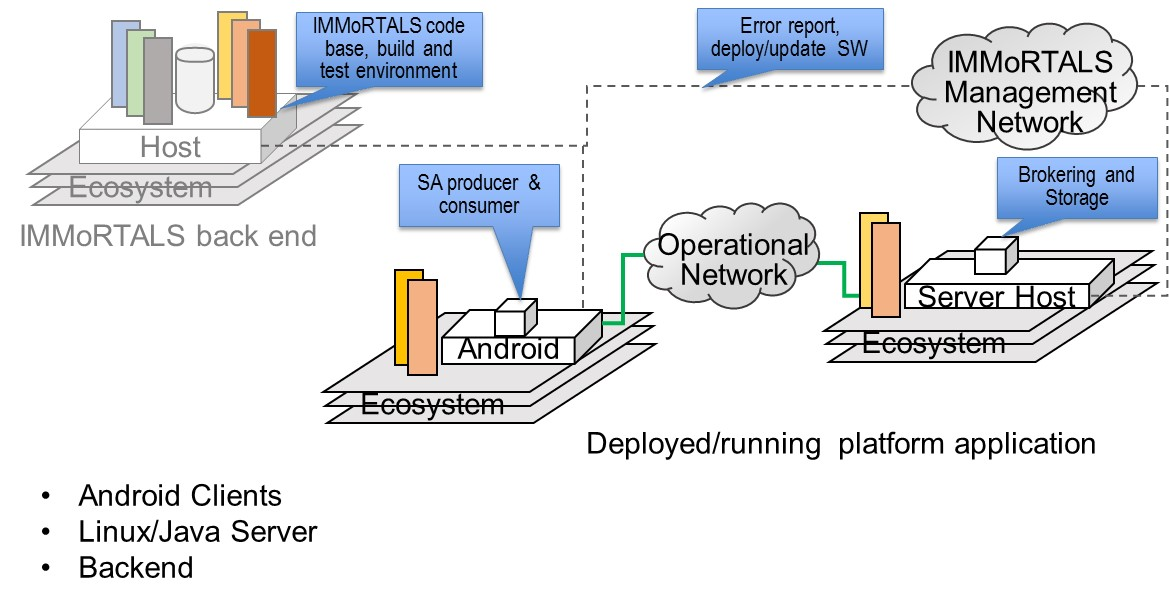 IMMoRTALS code
base, build and
test environment
Error report,
deploy/update SW
IMMoRTALS
Management
Network
Host
Ecosystem
IMMoRTALS back end
SA producer &
consumer
Brokering and
Storage
Operational
Network
Server Host
Ecosystem
Android
Ecosystem
Deployed/running platform application
• Android Clients
• Linux/Java Server
• Backend